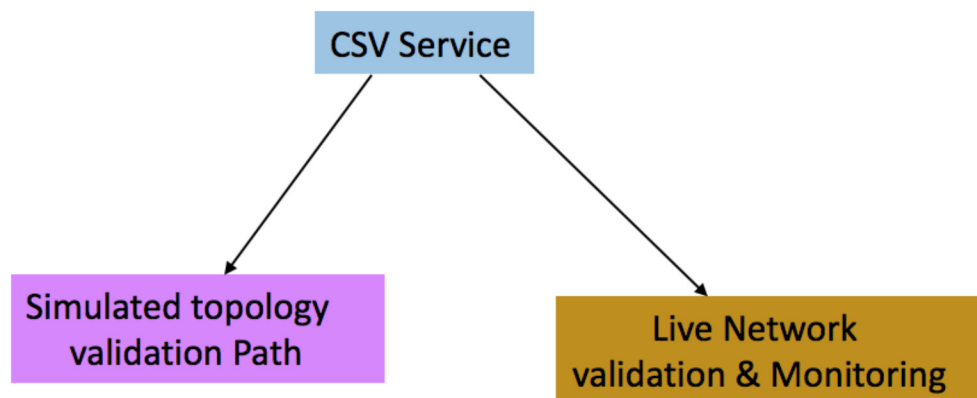 CSV Service
Simulated topology
validation Path
Live Network
validation & Monitoring